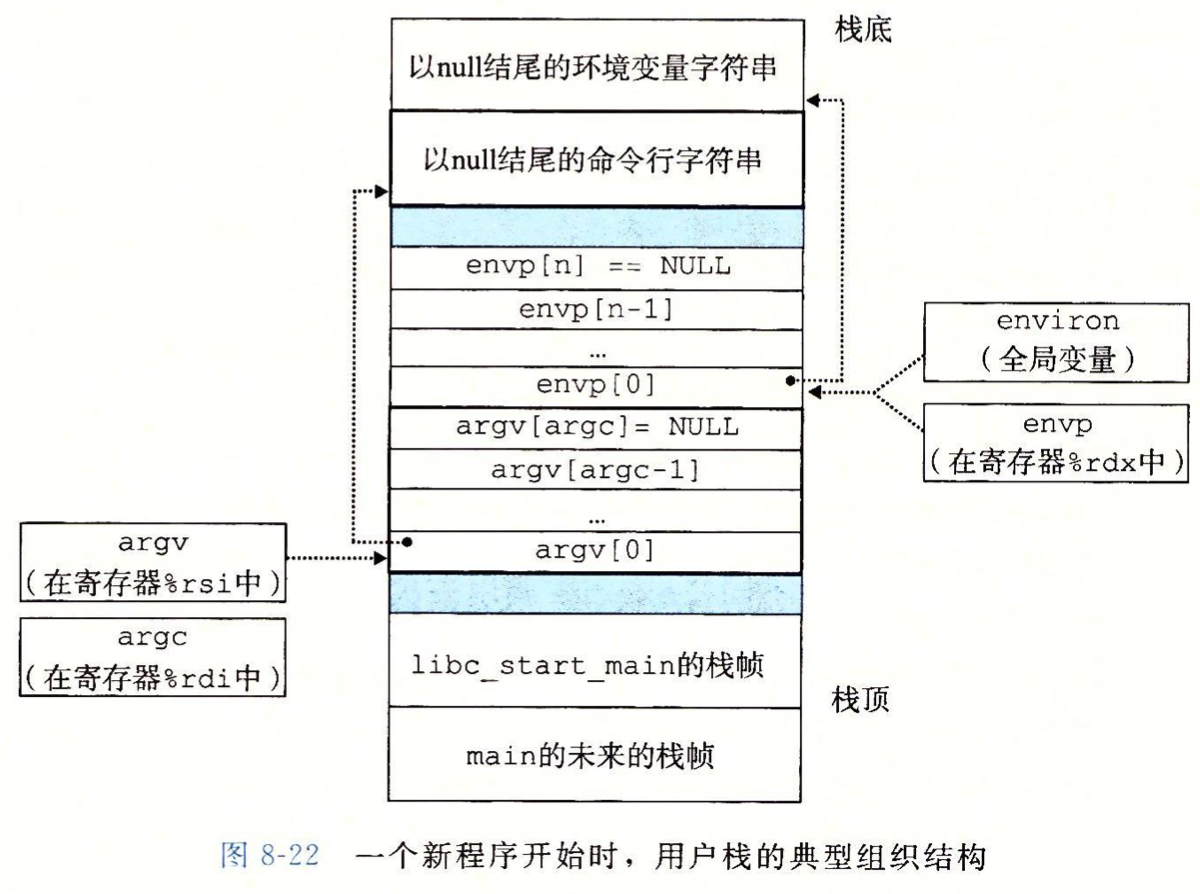 栈底
以null结尾的环境变量字符串
以null结尾的命令行字符串
envp[n] == NULL
envp[n-1]
…
envp[0]
argv[argc]= NULL
argv[argc-1]
…
argv[0]
environ
(全局变量)
envp
(在寄存器%rdx中)
argv
(在寄存器%rsi中)
argc
(在寄存器%rdi中)
libc_start_main的栈帧
栈顶
main的未来的栈帧
图 8-22 一个新程序开始时，用户栈的典型组织结构